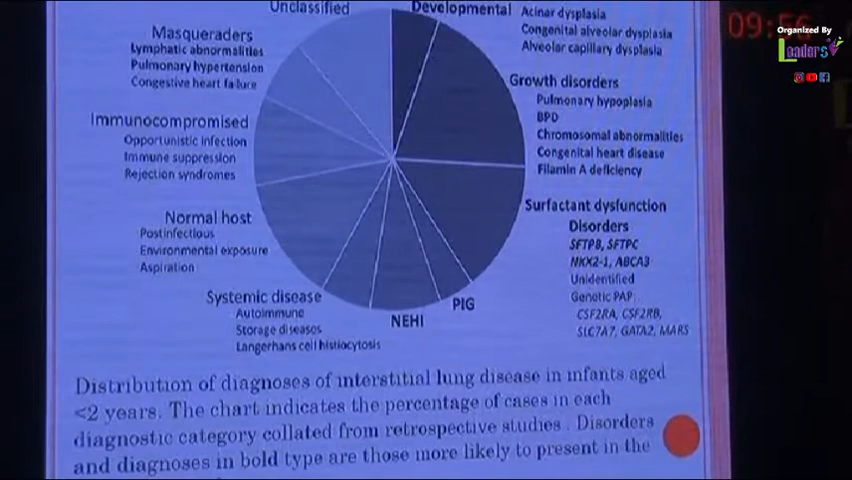 Unclassified
Developmental
Acinar dysplasia
Congenital alveolar dysplasia
Alveolar capillary dysplasia
Masqueraders
Lymphatic abnormalities
Pulmonary hypertension
Congestive heart failure
Growth disorders
Pulmonary hypoplasia
BPD
Chromosomal abnormalities
Congenital heart disease
Filamin A deficiency
Immunocompromised
Opportunistic infection
Immune suppression
Rejection syndromes
Surfactant dysfunction
Disorders
SFTPB, SFTPC
NKX2-1, ABCA3
Unidentified
Genetic PAP:
CSF2RA, CSF2RB,
SLC7A7, GATA2, MARS
Normal host
Postinfectious
Environmental exposure
Aspiration
Systemic disease
Autoimmune
Storage diseases
Langerhans cell histiocytosis
NEHI
PIG
Distribution of diagnoses of interstitial lung disease in infants aged
<2 years. The chart indicates the percentage of cases in each
diagnostic category collated from retrospective studies . Disorders
and diagnoses in bold type are those more likely to present in the
09:56
Organized By
Leaders